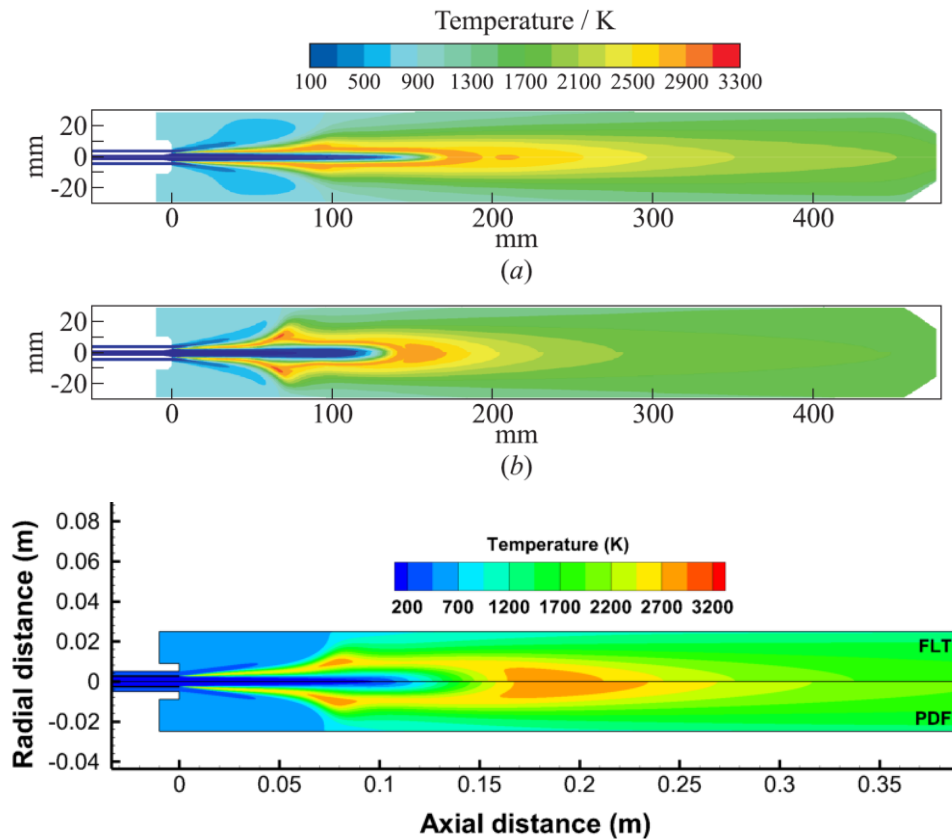 Temperature / K
100 500 900 1300 1700 2100 2500 2900 3300
20
0
-20
mm
0 100 200 300 400
mm
(a)
20
0
-20
mm
0 100 200 300 400
mm
(b)
0.08
0.06
0.04
0.02
0
-0.02
-0.04
Radial distance (m)
Temperature (K)
200 700 1200 1700 2200 2700 3200
FLT
PDF
0 0.05 0.1 0.15 0.2 0.25 0.3 0.35
Axial distance (m)